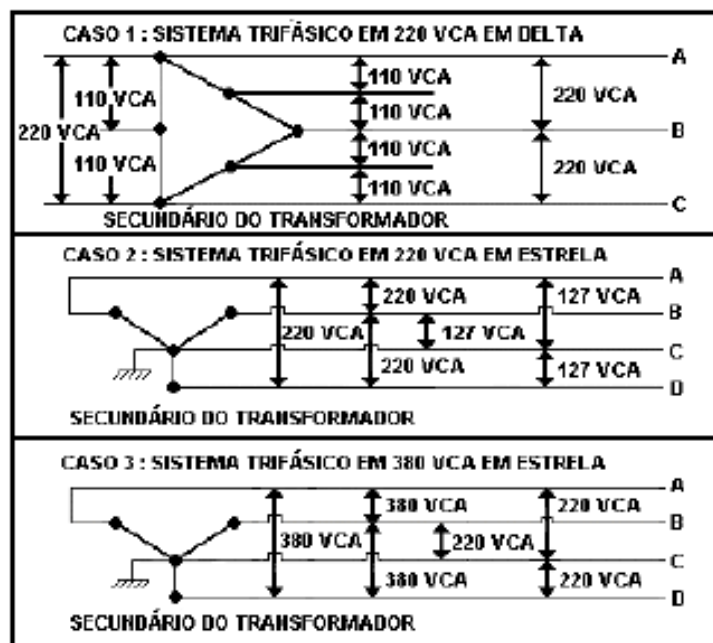 CASO 1 : SISTEMA TRIFÁSICO EM 220 VCA EM DELTA
A
110 VCA
110 VCA
220 VCA
110 VCA
220 VCA
B
110 VCA
110 VCA
220 VCA
110 VCA
C
SECUNDÁRIO DO TRANSFORMADOR
CASO 2 : SISTEMA TRIFÁSICO EM 220 VCA EM ESTRELA
A
220 VCA
127 VCA
B
220 VCA
127 VCA
C
220 VCA
127 VCA
D
SECUNDÁRIO DO TRANSFORMADOR
CASO 3 : SISTEMA TRIFÁSICO EM 380 VCA EM ESTRELA
A
380 VCA
220 VCA
B
380 VCA
220 VCA
C
380 VCA
220 VCA
D
SECUNDÁRIO DO TRANSFORMADOR